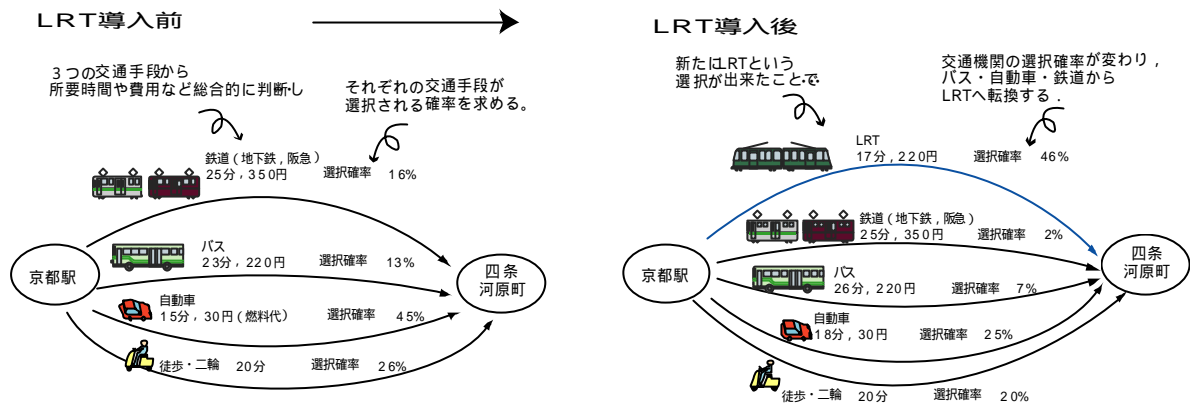 LRT導入前
3つの交通手段から
所要時間や費用など総合的に判断し
それぞれの交通手段が
選択される確率を求める。
鉄道(地下鉄,阪急)
25分,350円 選択確率 16%
バス
23分,220円 選択確率 13%
京都駅
四条
河原町
自動車
15分,30円(燃料代) 選択確率 45%
徒歩・二輪 20分 選択確率 26%
LRT導入後
新たにLRTという
選択が出来たことで、
交通機関の選択確率が変わり,
バス・自動車・鉄道から
LRTへ転換する.
LRT
17分,220円 選択確率 46%
鉄道(地下鉄,阪急)
25分,350円 選択確率 2%
バス
26分,220円 選択確率 7%
京都駅
四条
河原町
自動車
18分,30円 選択確率 25%
徒歩・二輪 20分 選択確率 20%